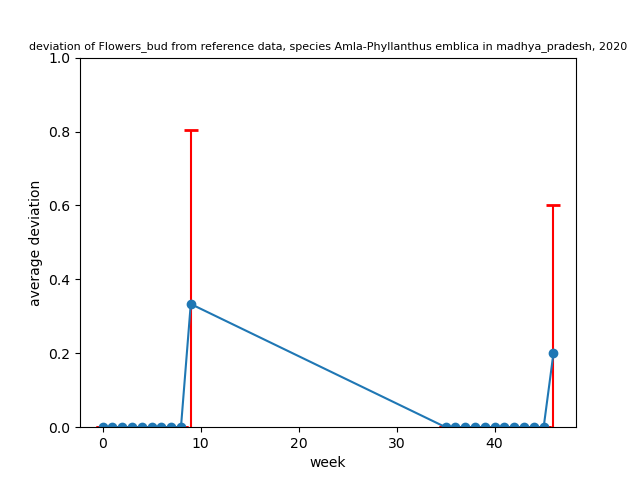 deviation of Flowers_bud from reference data, species Amla-Phyllanthus emblica in madhya_pradesh, 2020
1.0
0.8
0.6
0.4
0.2
0.0
average deviation
0 10 20 30 40
week